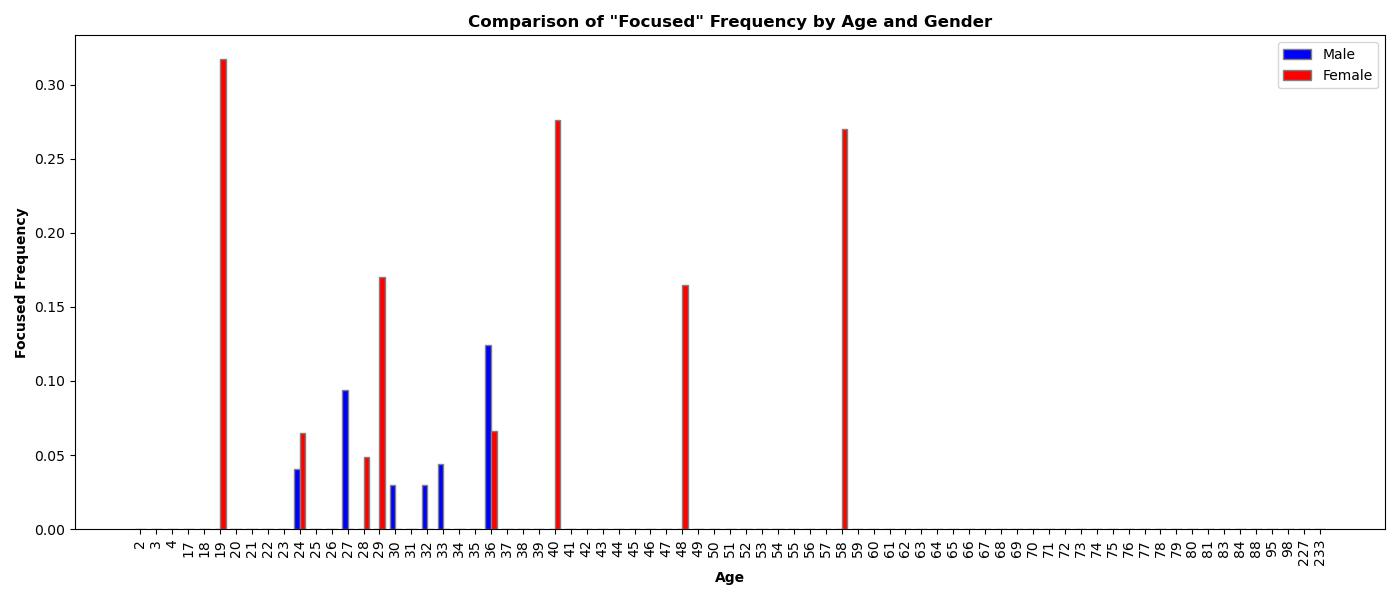 Comparison of "Focused" Frequency by Age and Gender
Male
Female
Focused Frequency
0.30
0.25
0.20
0.15
0.10
0.05
0.00
2 3 4 17 18 19 20 21 22 23 24 25 26 27 28 29 30 31 32 33 34 35 36 37 38 39 40 41 42 43 44 45 46 47 48 49 50 51 52 53 54 55 56 57 58 59 60 61 62 63 64 65 66 67 68 69 70 71 72 73 74 75 76 77 78 79 80 81 83 84 88 95 98 227 233
Age